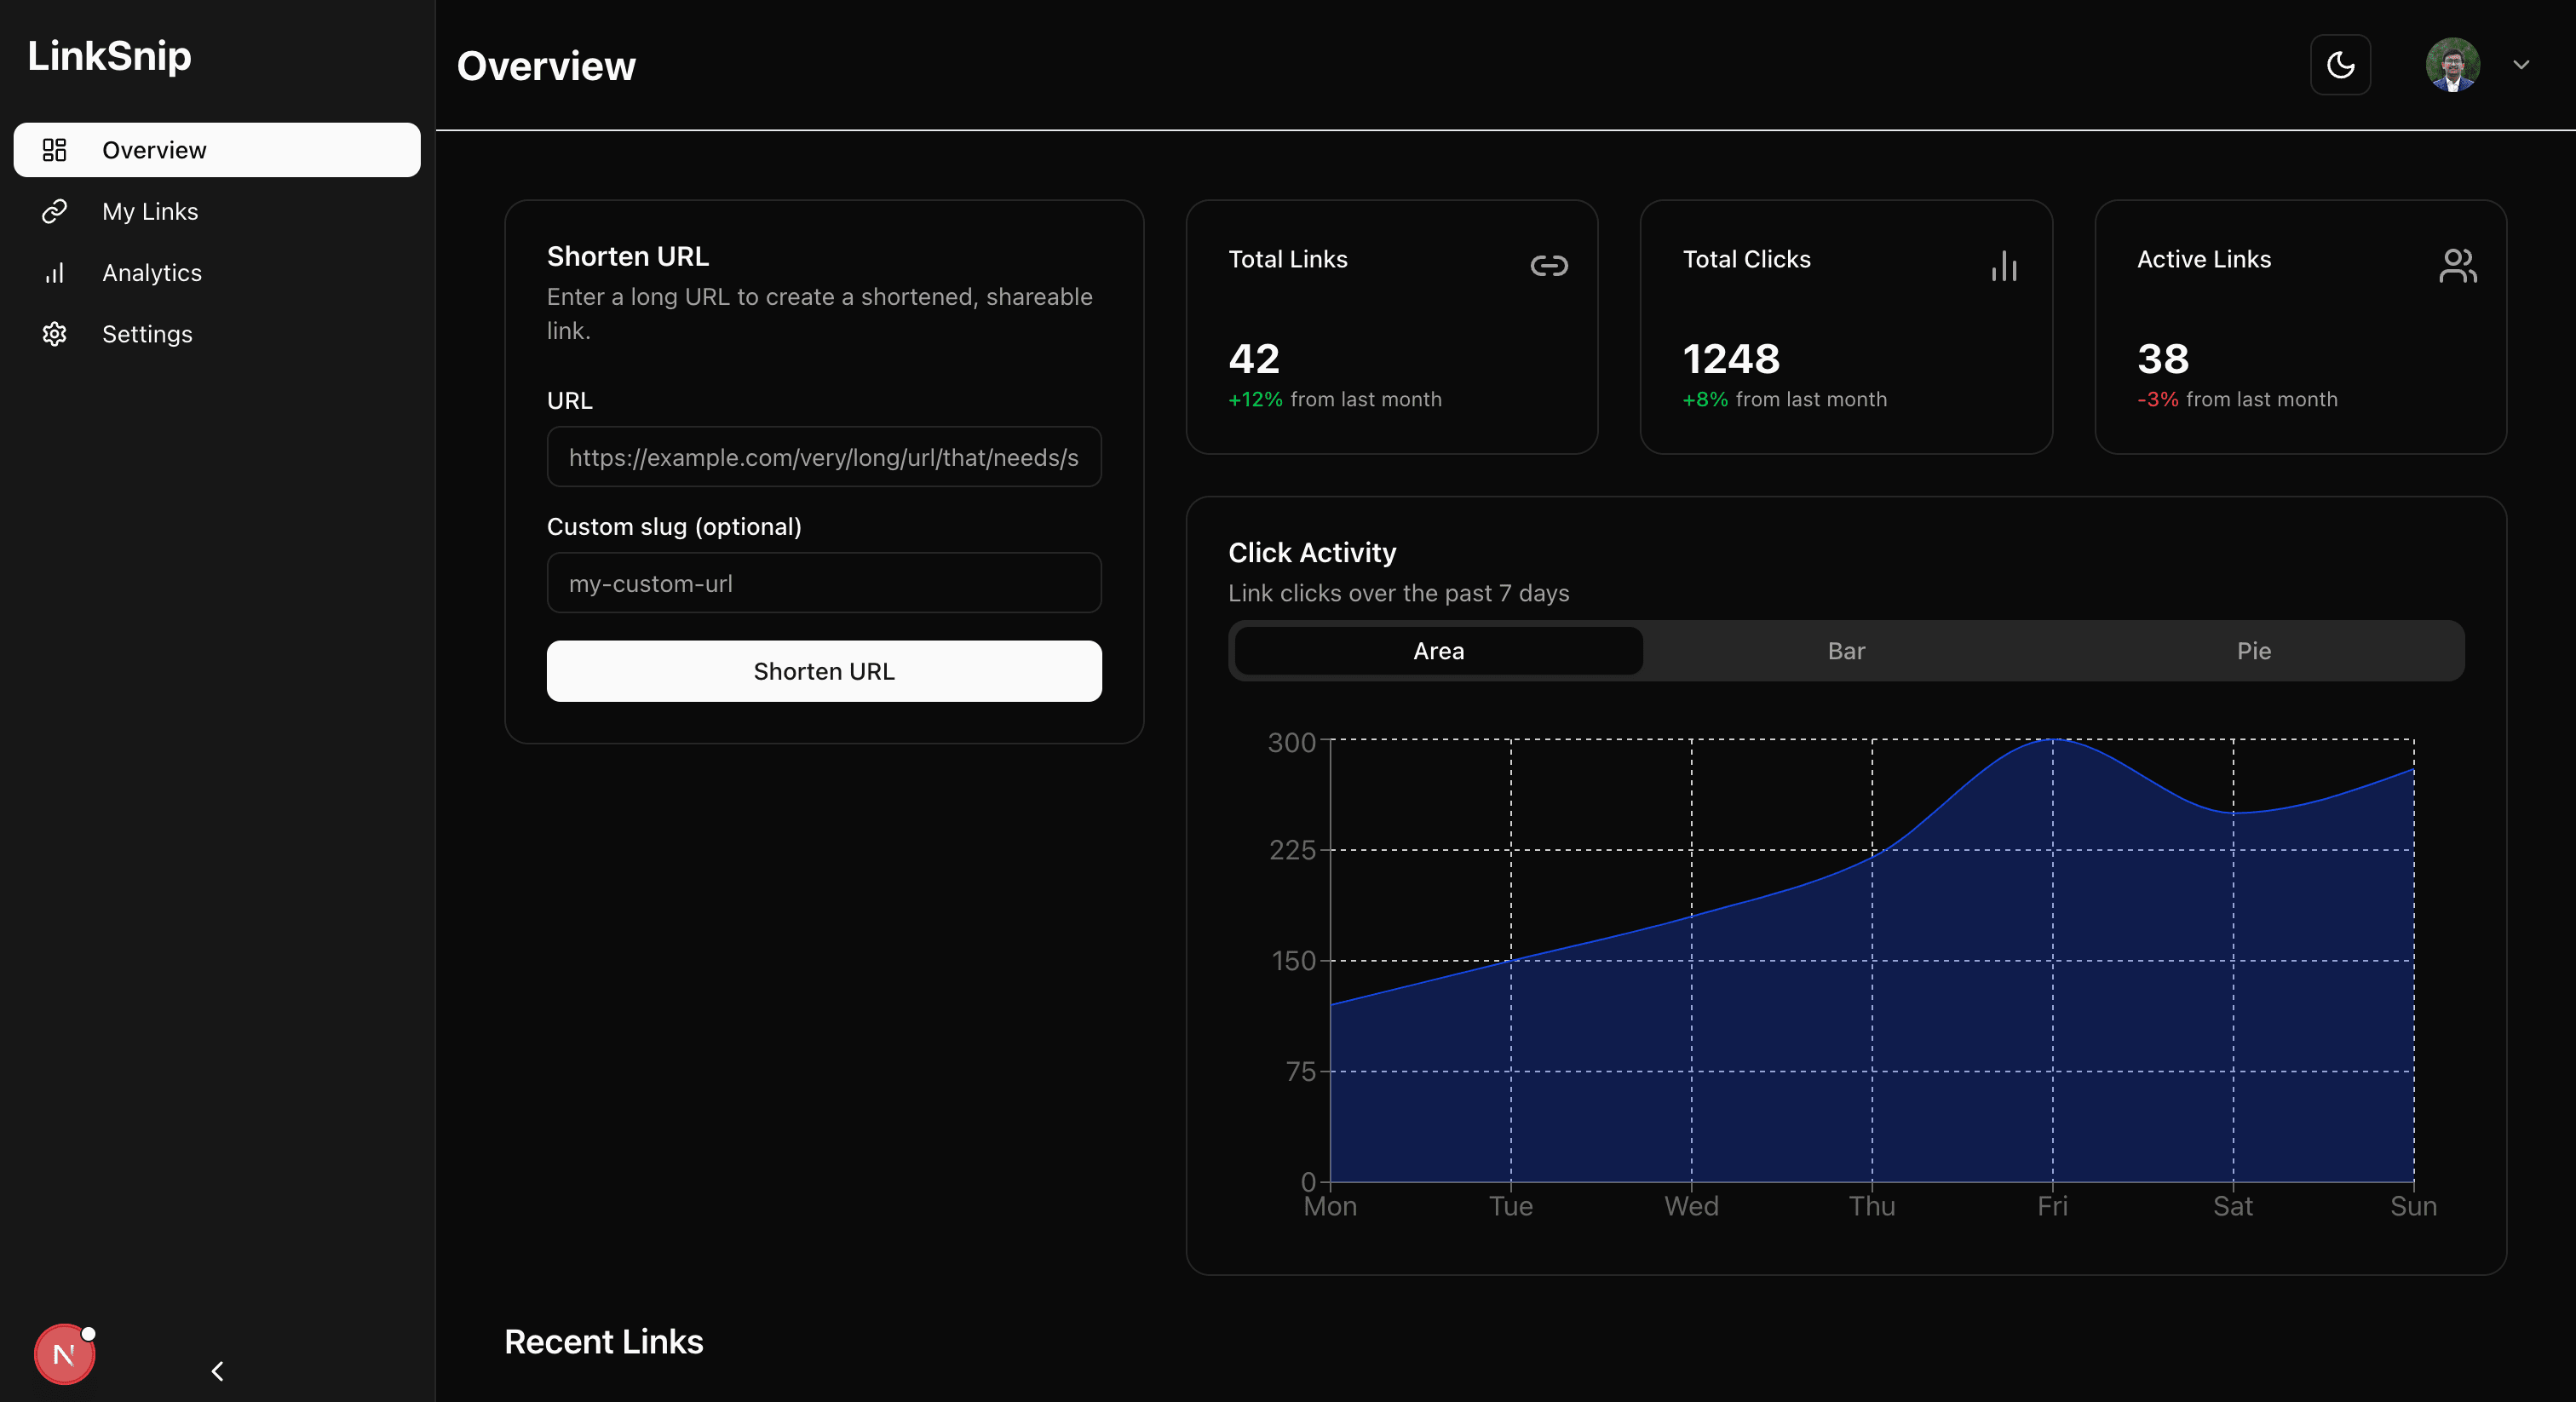 LinkSnip
Overview
My Links
Analytics
Settings
N
Overview
Shorten URL
Enter a long URL to create a shortened, shareable
link.
URL
https://example.com/very/long/url/that/needs/s
Custom slug (optional)
my-custom-url
Shorten URL
Total Links
42
+12% from last month
Total Clicks
1248
+8% from last month
Active Links
38
-3% from last month
Click Activity
Link clicks over the past 7 days
Area Bar Pie
300
225
150
75
0
Mon Tue Wed Thu Fri Sat Sun
Recent Links